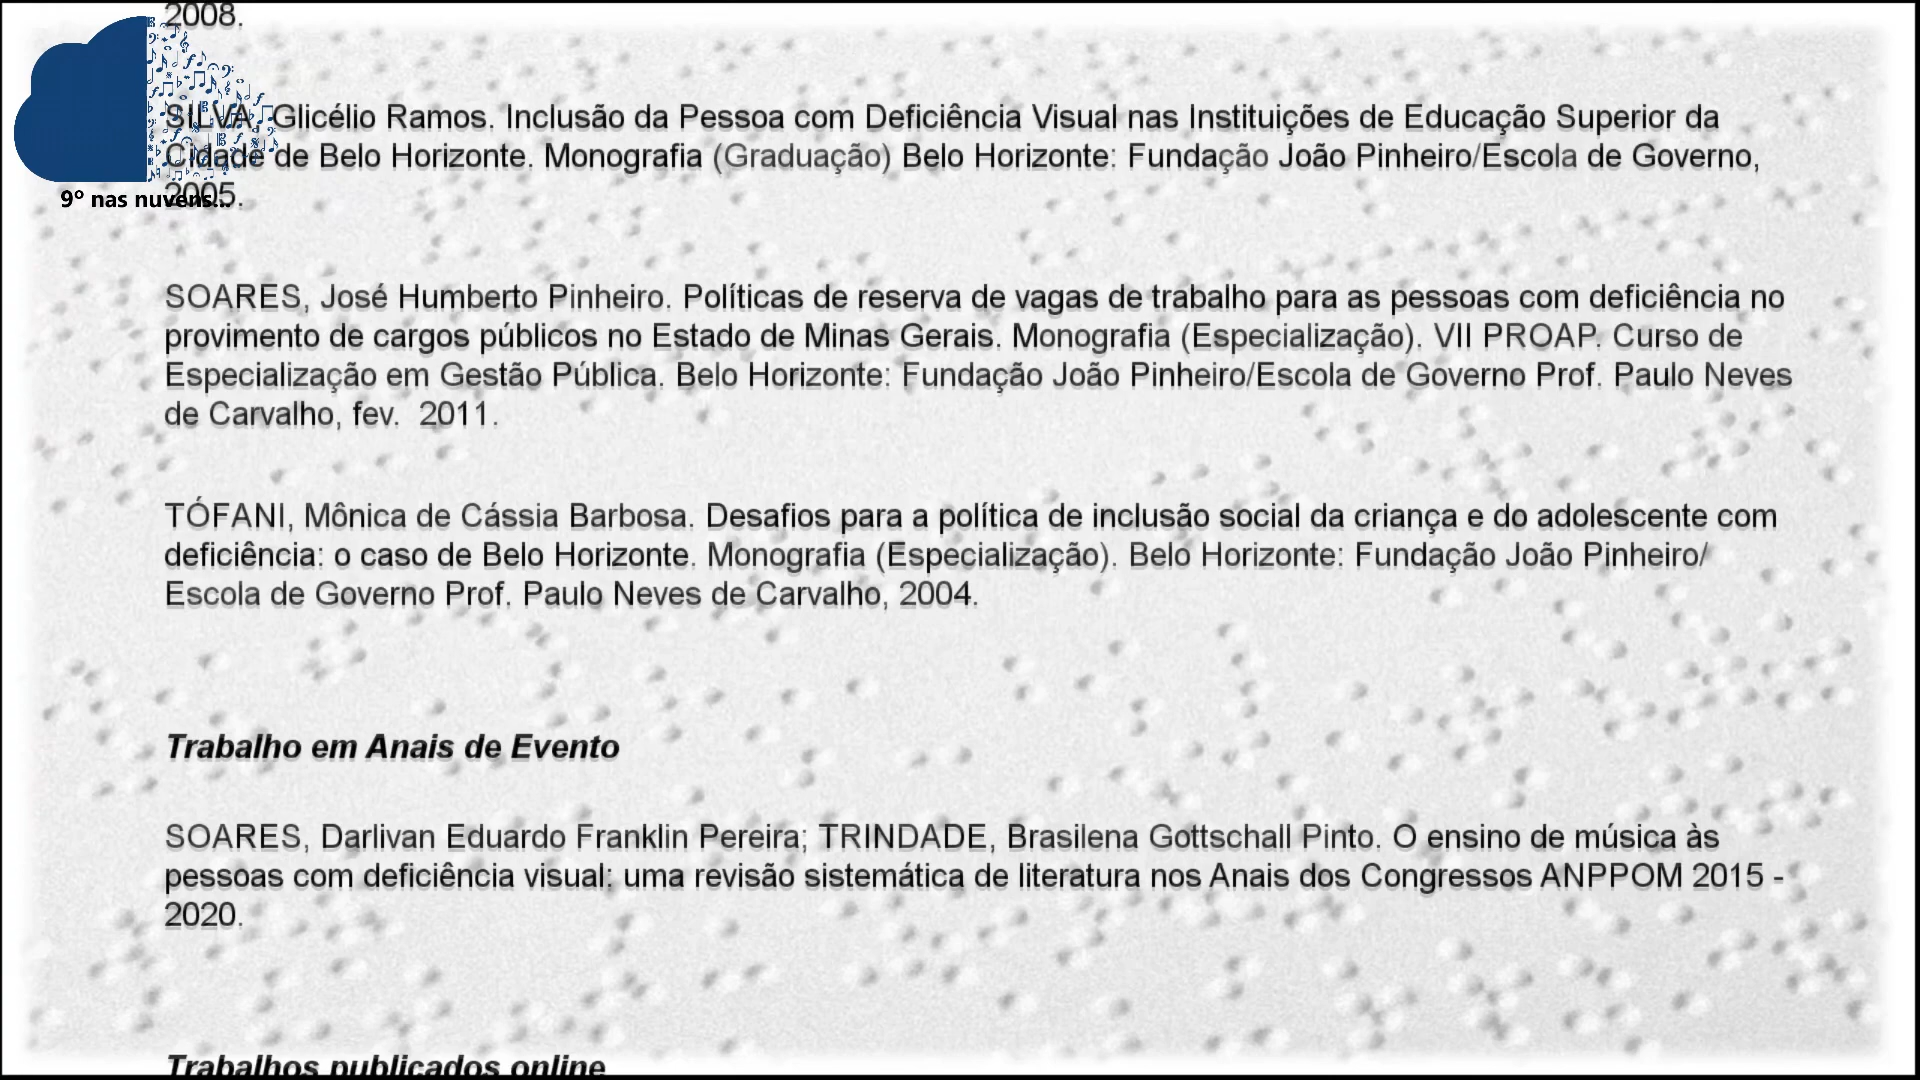 2008.
SILVA, Glicélio Ramos. Inclusão da Pessoa com Deficiência Visual nas Instituições de Educação Superior da
Cidade de Belo Horizonte. Monografia (Graduação) Belo Horizonte: Fundação João Pinheiro/Escola de Governo,
2005.
9º nas nuvens...
SOARES, José Humberto Pinheiro. Políticas de reserva de vagas de trabalho para as pessoas com deficiência no
provimento de cargos públicos no Estado de Minas Gerais. Monografia (Especialização). VII PROAP. Curso de
Especialização em Gestão Pública. Belo Horizonte: Fundação João Pinheiro/Escola de Governo Prof. Paulo Neves
de Carvalho, fev.  2011.
TÓFANI, Mônica de Cássia Barbosa. Desafios para a política de inclusão social da criança e do adolescente com
deficiência: o caso de Belo Horizonte. Monografia (Especialização). Belo Horizonte: Fundação João Pinheiro/
Escola de Governo Prof. Paulo Neves de Carvalho, 2004.
Trabalho em Anais de Evento
SOARES, Darlivan Eduardo Franklin Pereira; TRINDADE, Brasilena Gottschall Pinto. O ensino de música às
pessoas com deficiência visual: uma revisão sistemática de literatura nos Anais dos Congressos ANPPOM 2015 -
2020.
Trabalhos publicados online